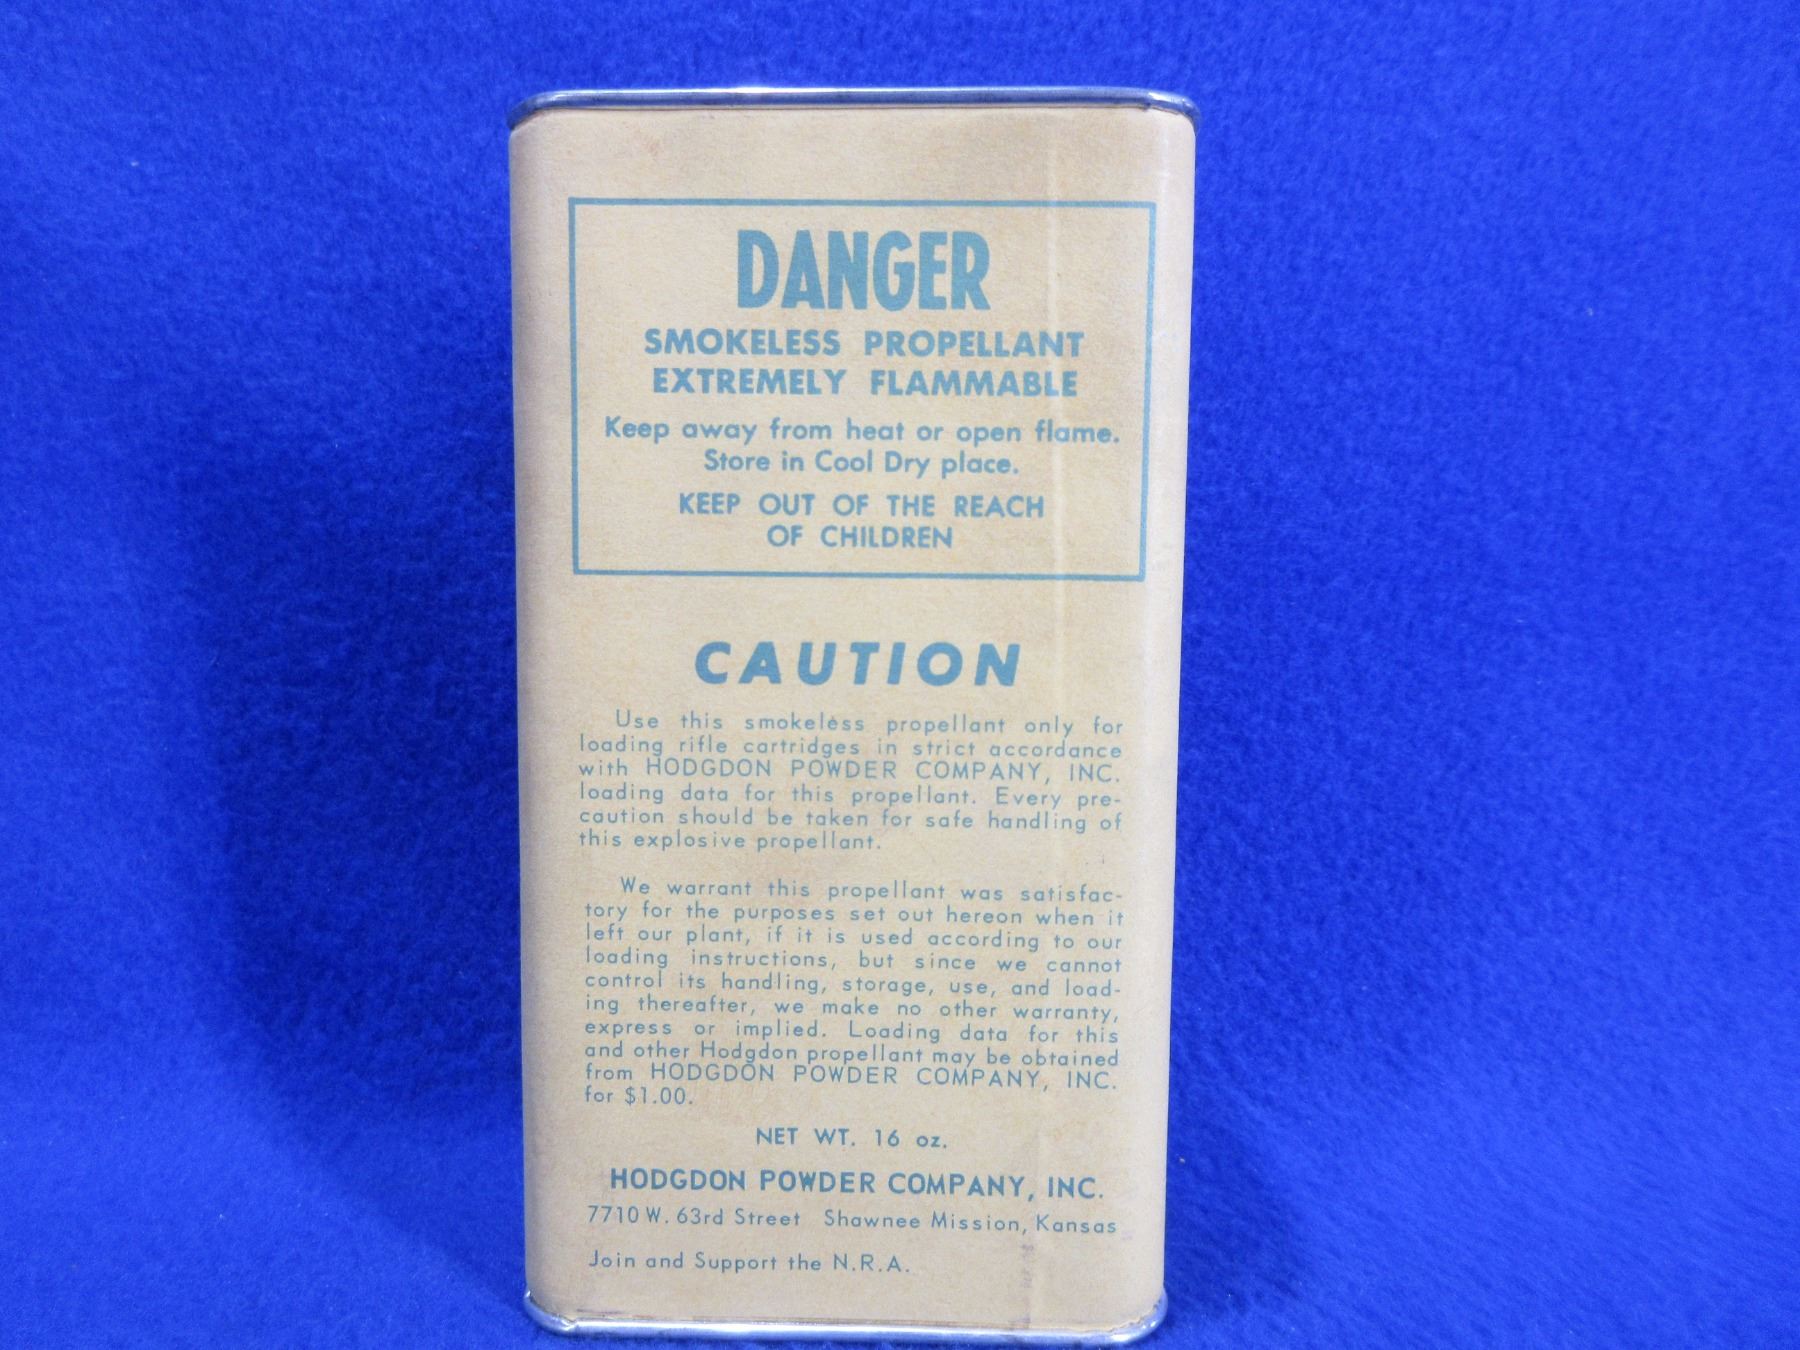 DANGER
SMOKELESS PROPELLANT
EXTREMELY FLAMMABLE
Keep away from heat or open flame.
Store in Cool Dry place.
KEEP OUT OF THE REACH
OF CHILDREN
CAUTION
Use this smokeless propellant only for
loading rifle cartridges in strict accordance
with HODGDON POWDER COMPANY, INC.
loading data for this propellant. Every pre-
caution should be taken for safe handling of
this explosive propellant.
We warrant this propellant was satisfac-
tory for the purposes set out hereon when it
left our plant, if it is used according to our
loading instructions, but since we cannot
control its handling, storage, use, and load-
ing thereafter, we make no other warranty,
express or implied. Loading data for this
and other Hodgdon propellant may be obtained
from HODGDON POWDER COMPANY, INC.
for $1.00.
NET WT. 16 oz.
HODGDON POWDER COMPANY, INC.
7710 W. 63rd Street Shawnee Mission, Kansas
Join and Support the N.R.A.